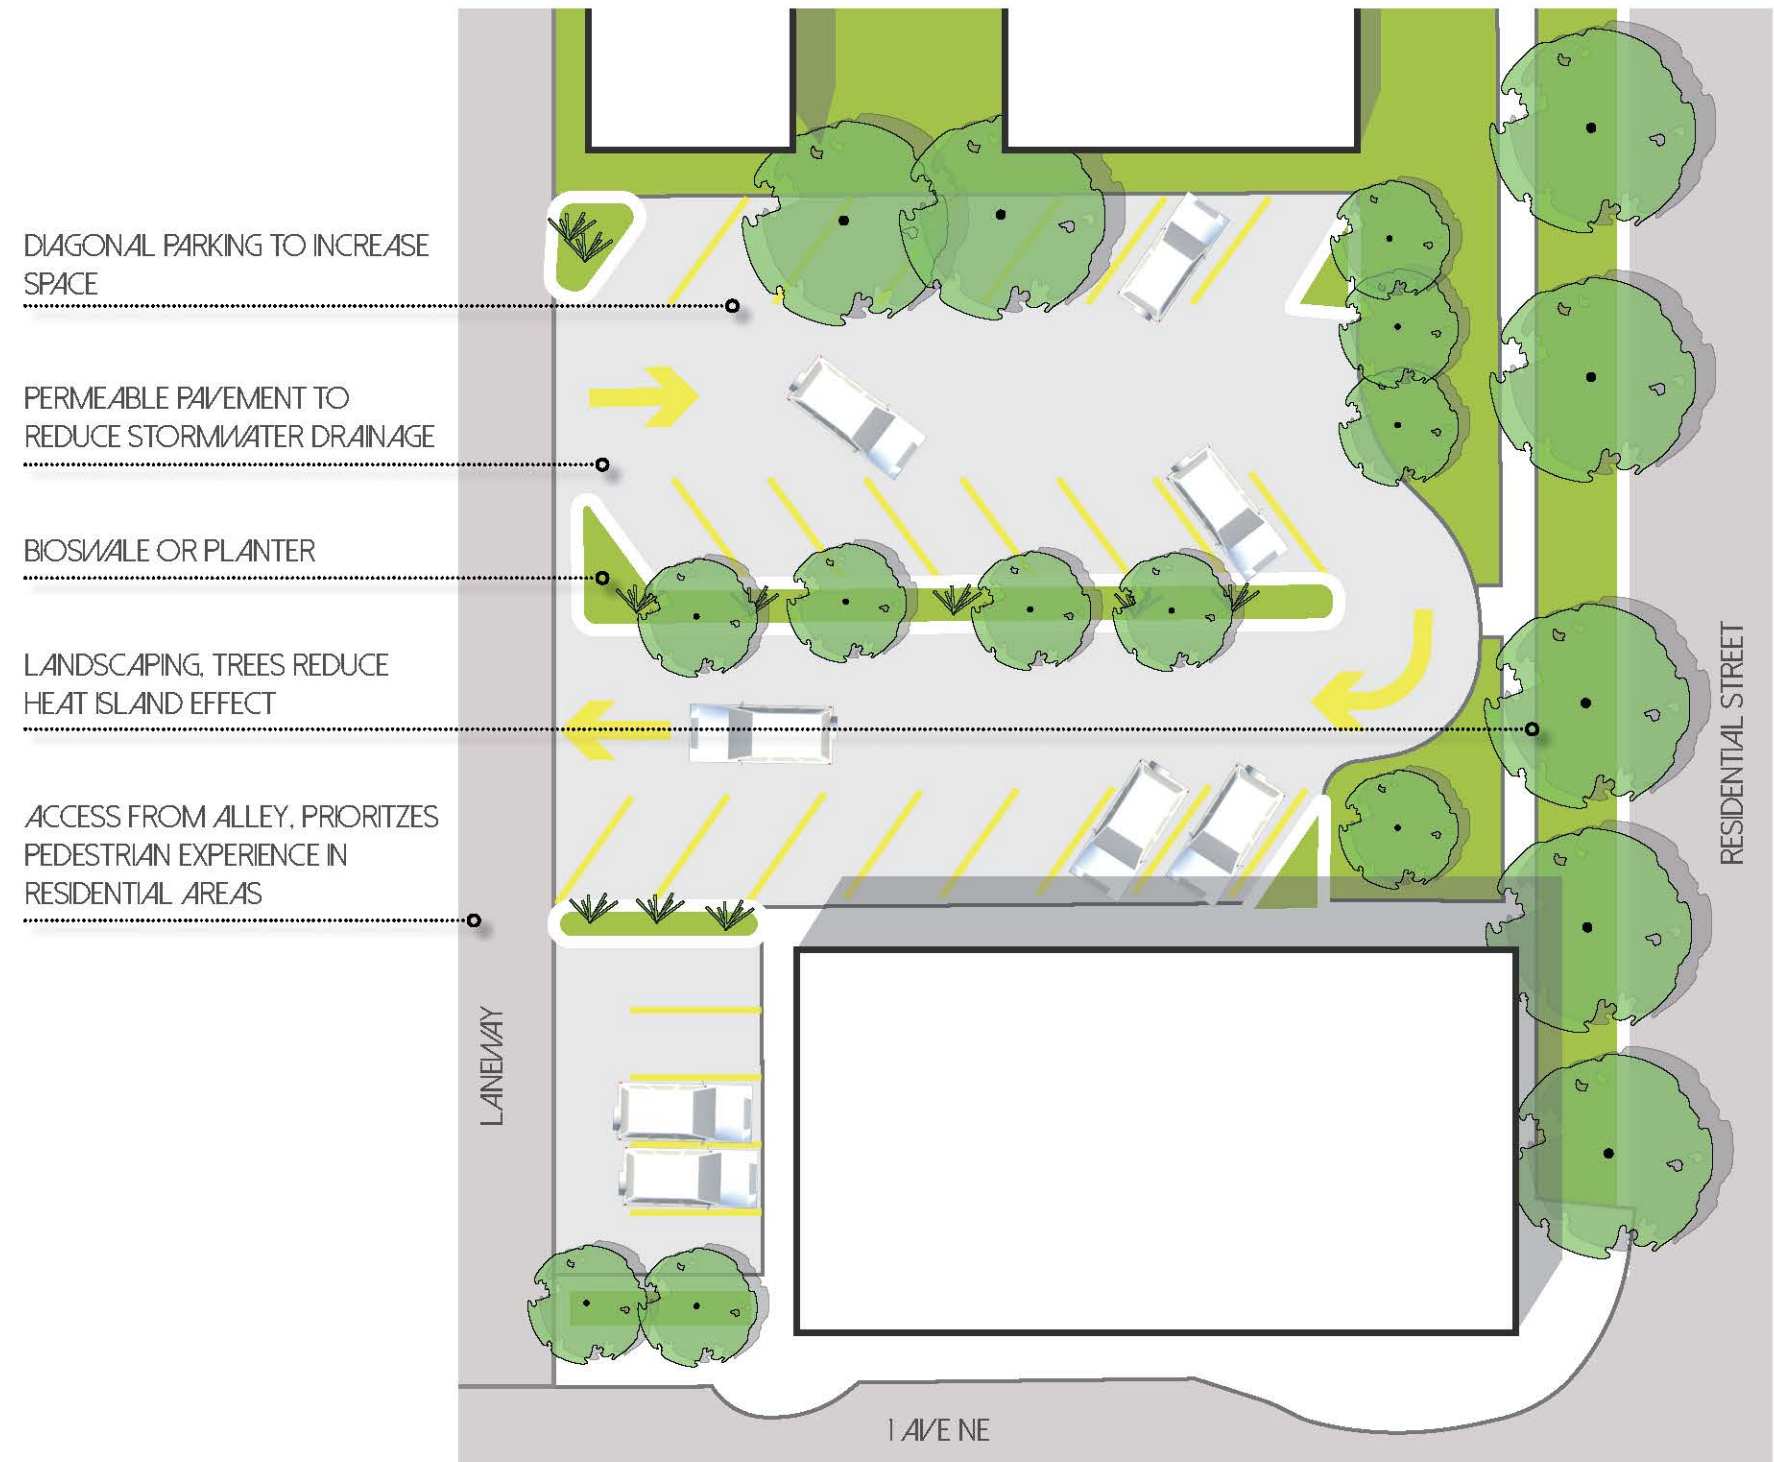 DIAGONAL PARKING TO INCREASE
SPACE
PERMEABLE PAVEMENT TO
REDUCE STORMWATER DRAINAGE
BIOSWALE OR PLANTER
LANDSCAPING, TREES REDUCE
HEAT ISLAND EFFECT
ACCESS FROM ALLEY, PRIORITZES
PEDESTRIAN EXPERIENCE IN
RESIDENTIAL AREAS
LANEWAY
RESIDENTIAL STREET
1 AVE NE